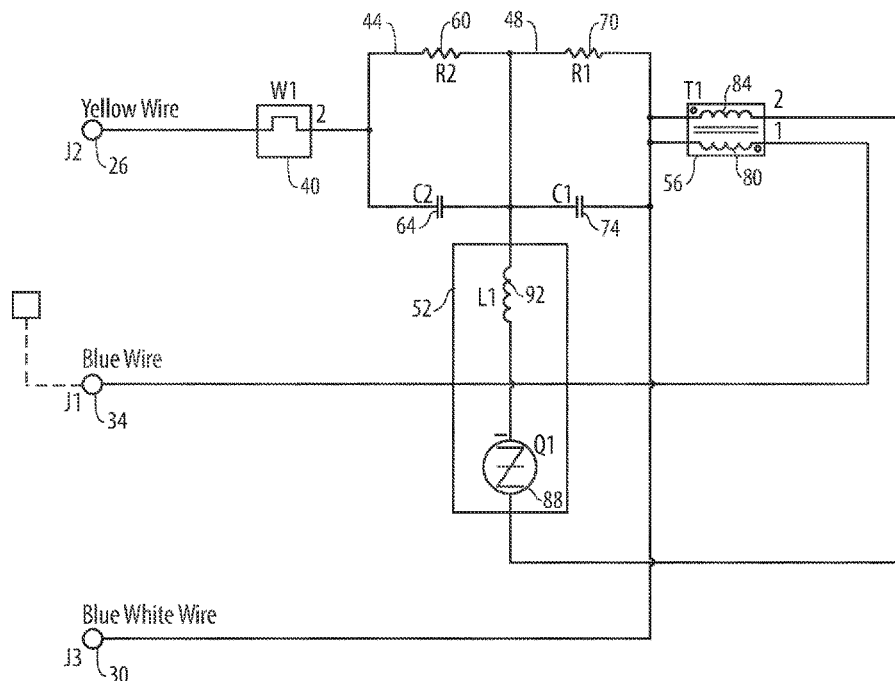 44 60 48 70
R2 R1
W1 T1 84 2
Yellow Wire 2 1
J2 26 40 56 80
C2 C1
64 74
52 L1 92
Blue Wire
J1 34
Q1
88
Blue White Wire
J3 30